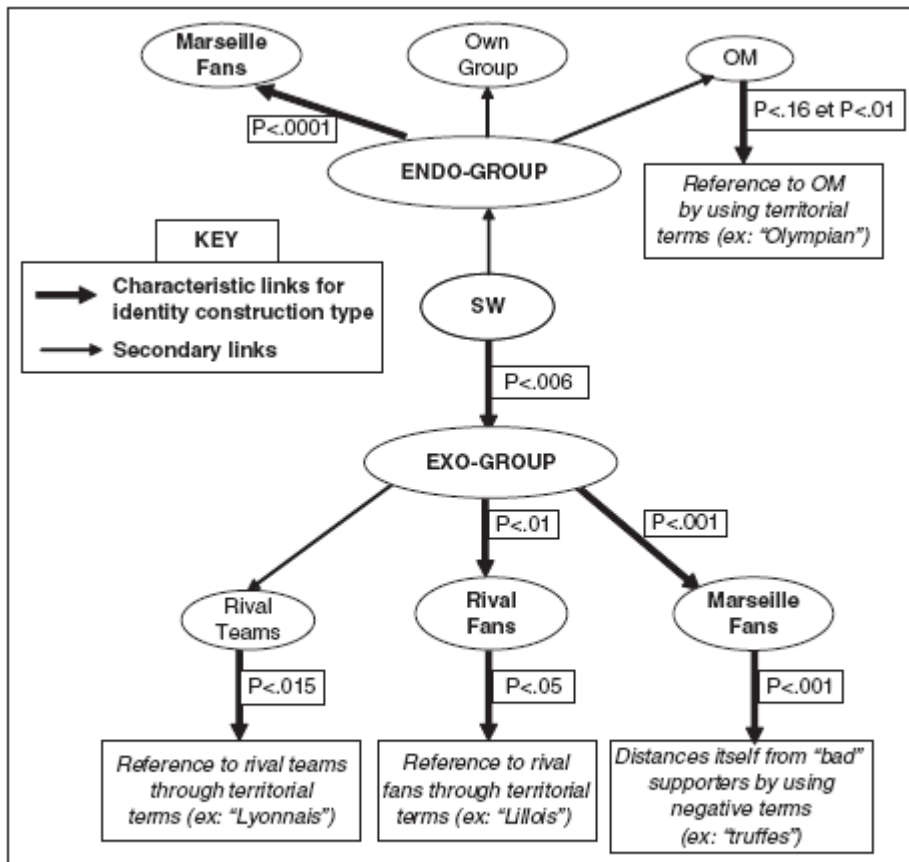 Marseille
Fans
Own
Group
OM
P<.0001
P<.16 et P<.01
ENDO-GROUP
Reference to OM
by using territorial
terms (ex: “Olympian”)
KEY
Characteristic links for
identity construction type
Secondary links
SW
P<.006
EXO-GROUP
P<.01
P<.001
Rival
Teams
Rival
Fans
Marseille
Fans
P<.015
P<.05
P<.001
Reference to rival teams
through territorial
terms (ex: “Lyonnais”)
Reference to rival
fans through territorial
terms (ex: “Lillois”)
Distances itself from “bad”
supporters by using
negative terms
(ex: “truffes”)